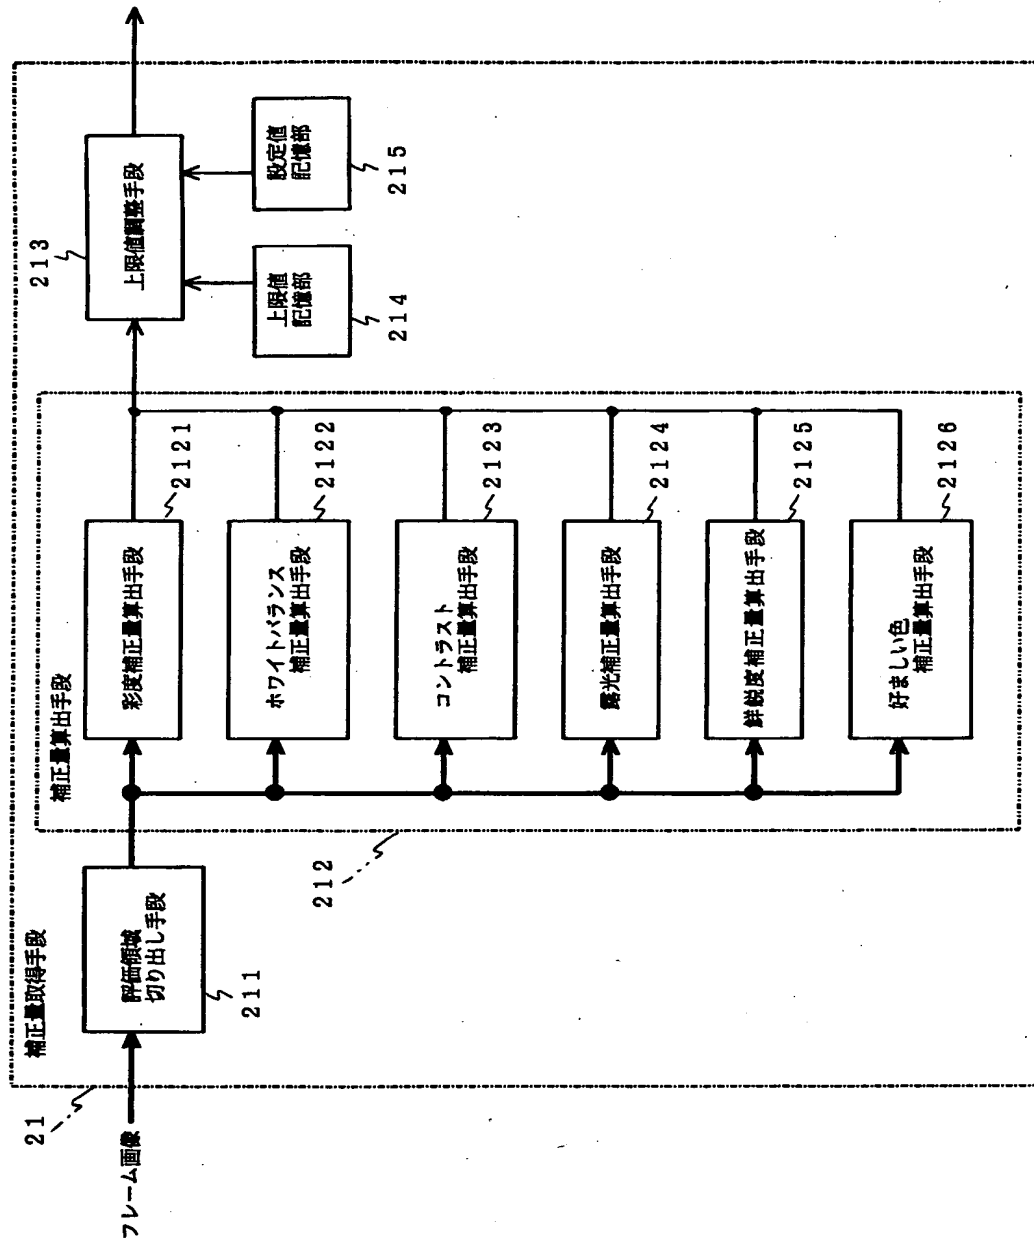 フレーム画像
21
補正量取得手段
評価領域
切り出し手段
211
212
補正量算出手段
彩度補正量算出手段
2121
ホワイトバランス
補正量算出手段
2122
コントラスト
補正量算出手段
2123
露光補正量算出手段
2124
鮮鋭度補正量算出手段
2125
好ましい色
補正量算出手段
2126
213
上限値調整手段
上限値
記憶部
214
設定値
記憶部
215